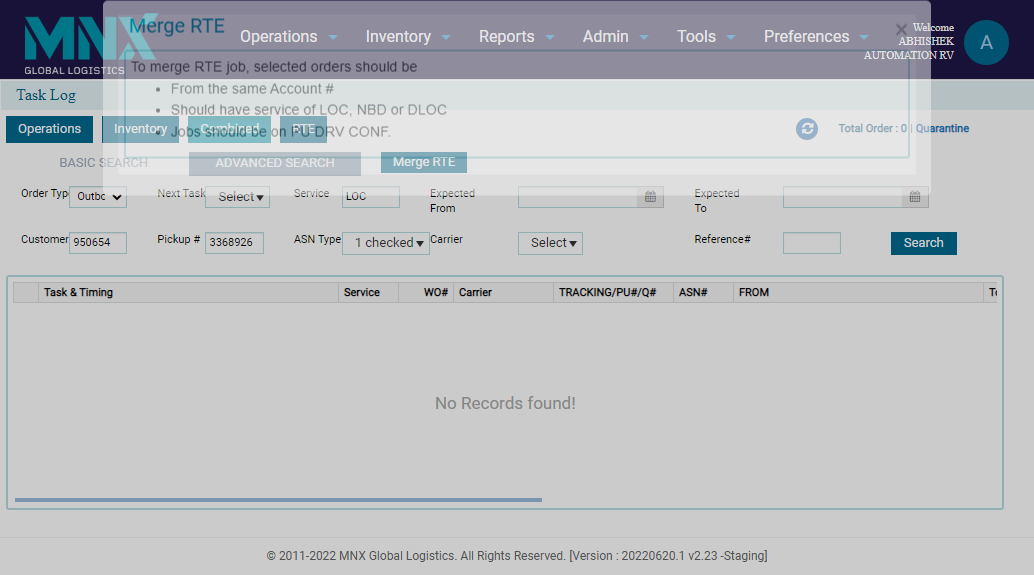 MNX
GLOBAL LOGISTICS
Merge RTE
Operations Inventory Reports Admin Tools Preferences
×
Welcome
ABHISHEK
AUTOMATION RV
A
To merge RTE job, selected orders should be
• From the same Account #
• Should have service of LOC, NBD or DLOC
• Jobs should be on PU DRV CONF.
Task Log
Operations Inventory Combined RTE
Total Order : 0 | Quarantine
BASIC SEARCH ADVANCED SEARCH Merge RTE
Order Typ Outbo Next Task Select Service LOC Expected From Expected To
Customer 950654 Pickup # 3368926 ASN Type 1 checked Carrier Select Reference# Search
Task & Timing Service WO# Carrier TRACKING/PU#/Q# ASN# FROM To
No Records found!
© 2011-2022 MNX Global Logistics. All Rights Reserved. [Version : 20220620.1 v2.23 -Staging]